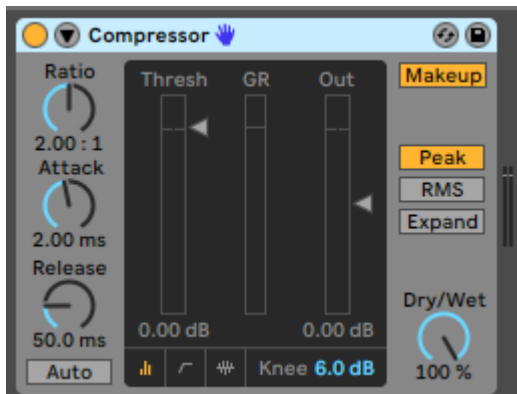 Compressor
Ratio
2.00 : 1
Attack
2.00 ms
Release
50.0 ms
Auto
Thresh GR Out
0.00 dB 0.00 dB
Knee 6.0 dB
Makeup
Peak
RMS
Expand
Dry/Wet
100 %